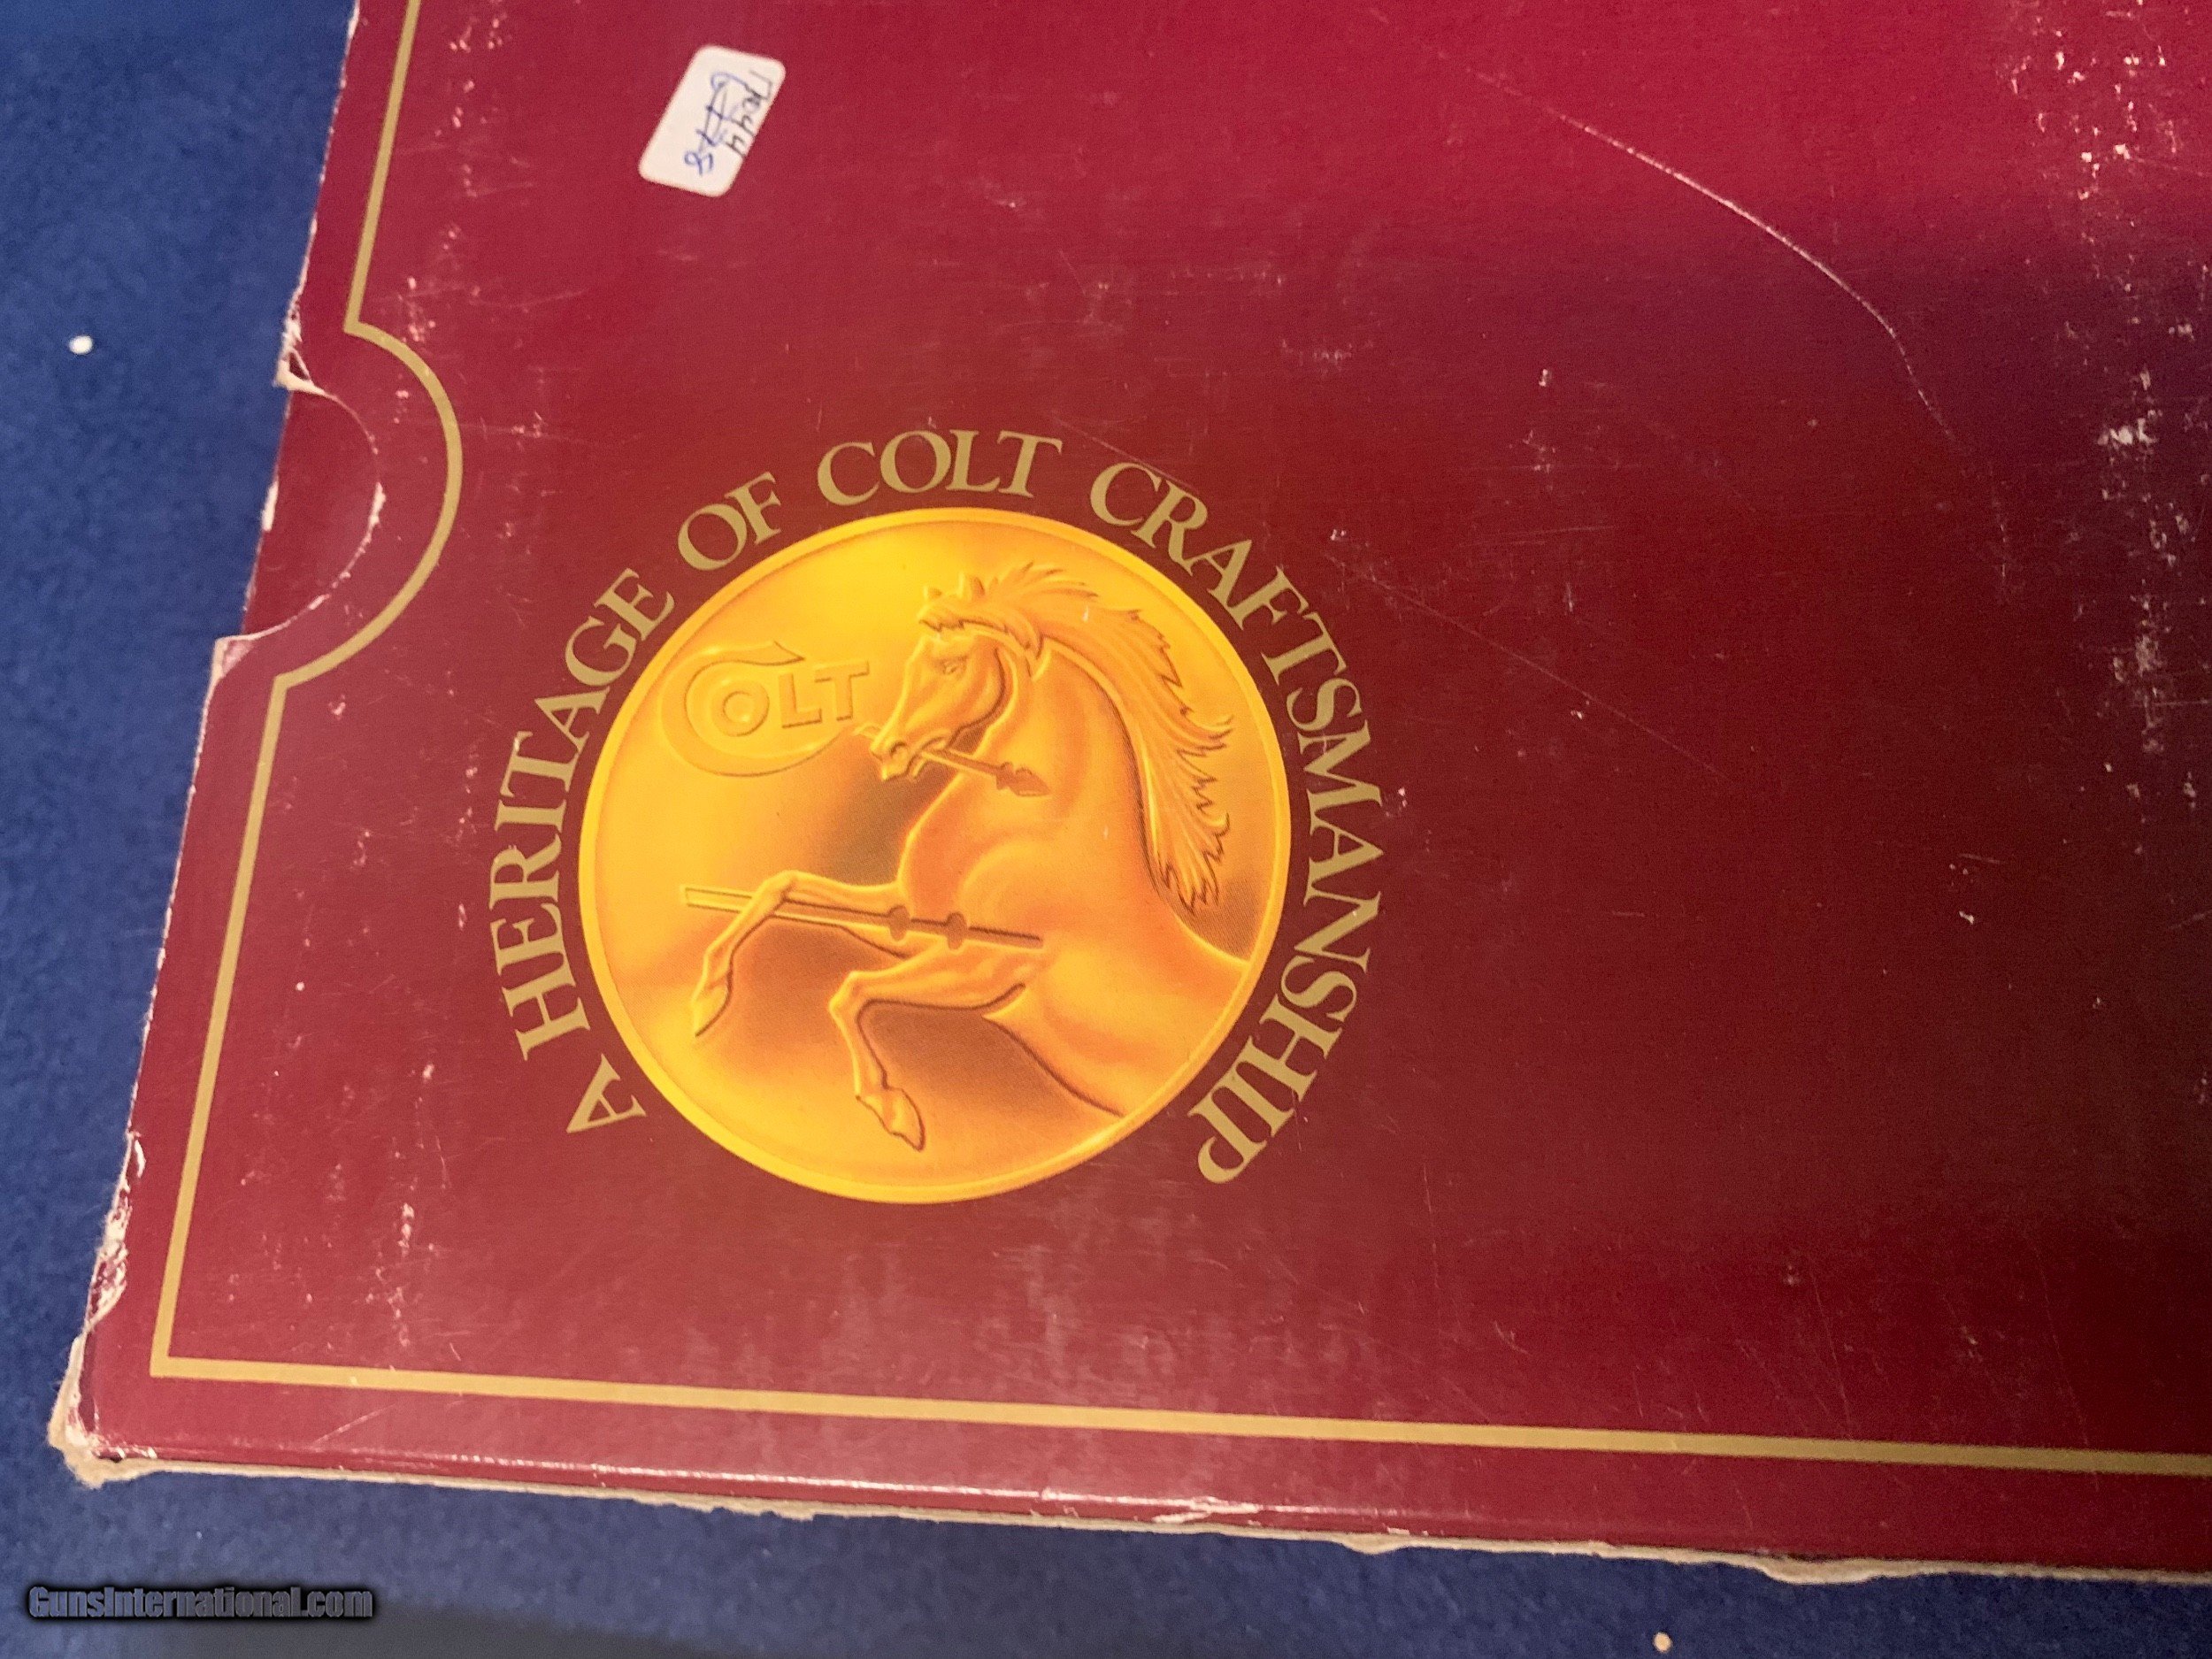 A HERITAGE OF COLT CRAFTSMANSHIP
COLT
GunsInternational.com